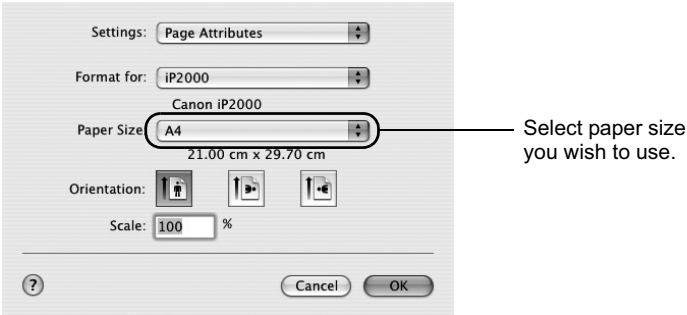 Settings: Page Attributes
Format for: iP2000
Canon iP2000
Paper Size: A4
21.00 cm x 29.70 cm
Orientation:
Scale: 100 %
? Cancel OK
Select paper size
you wish to use.